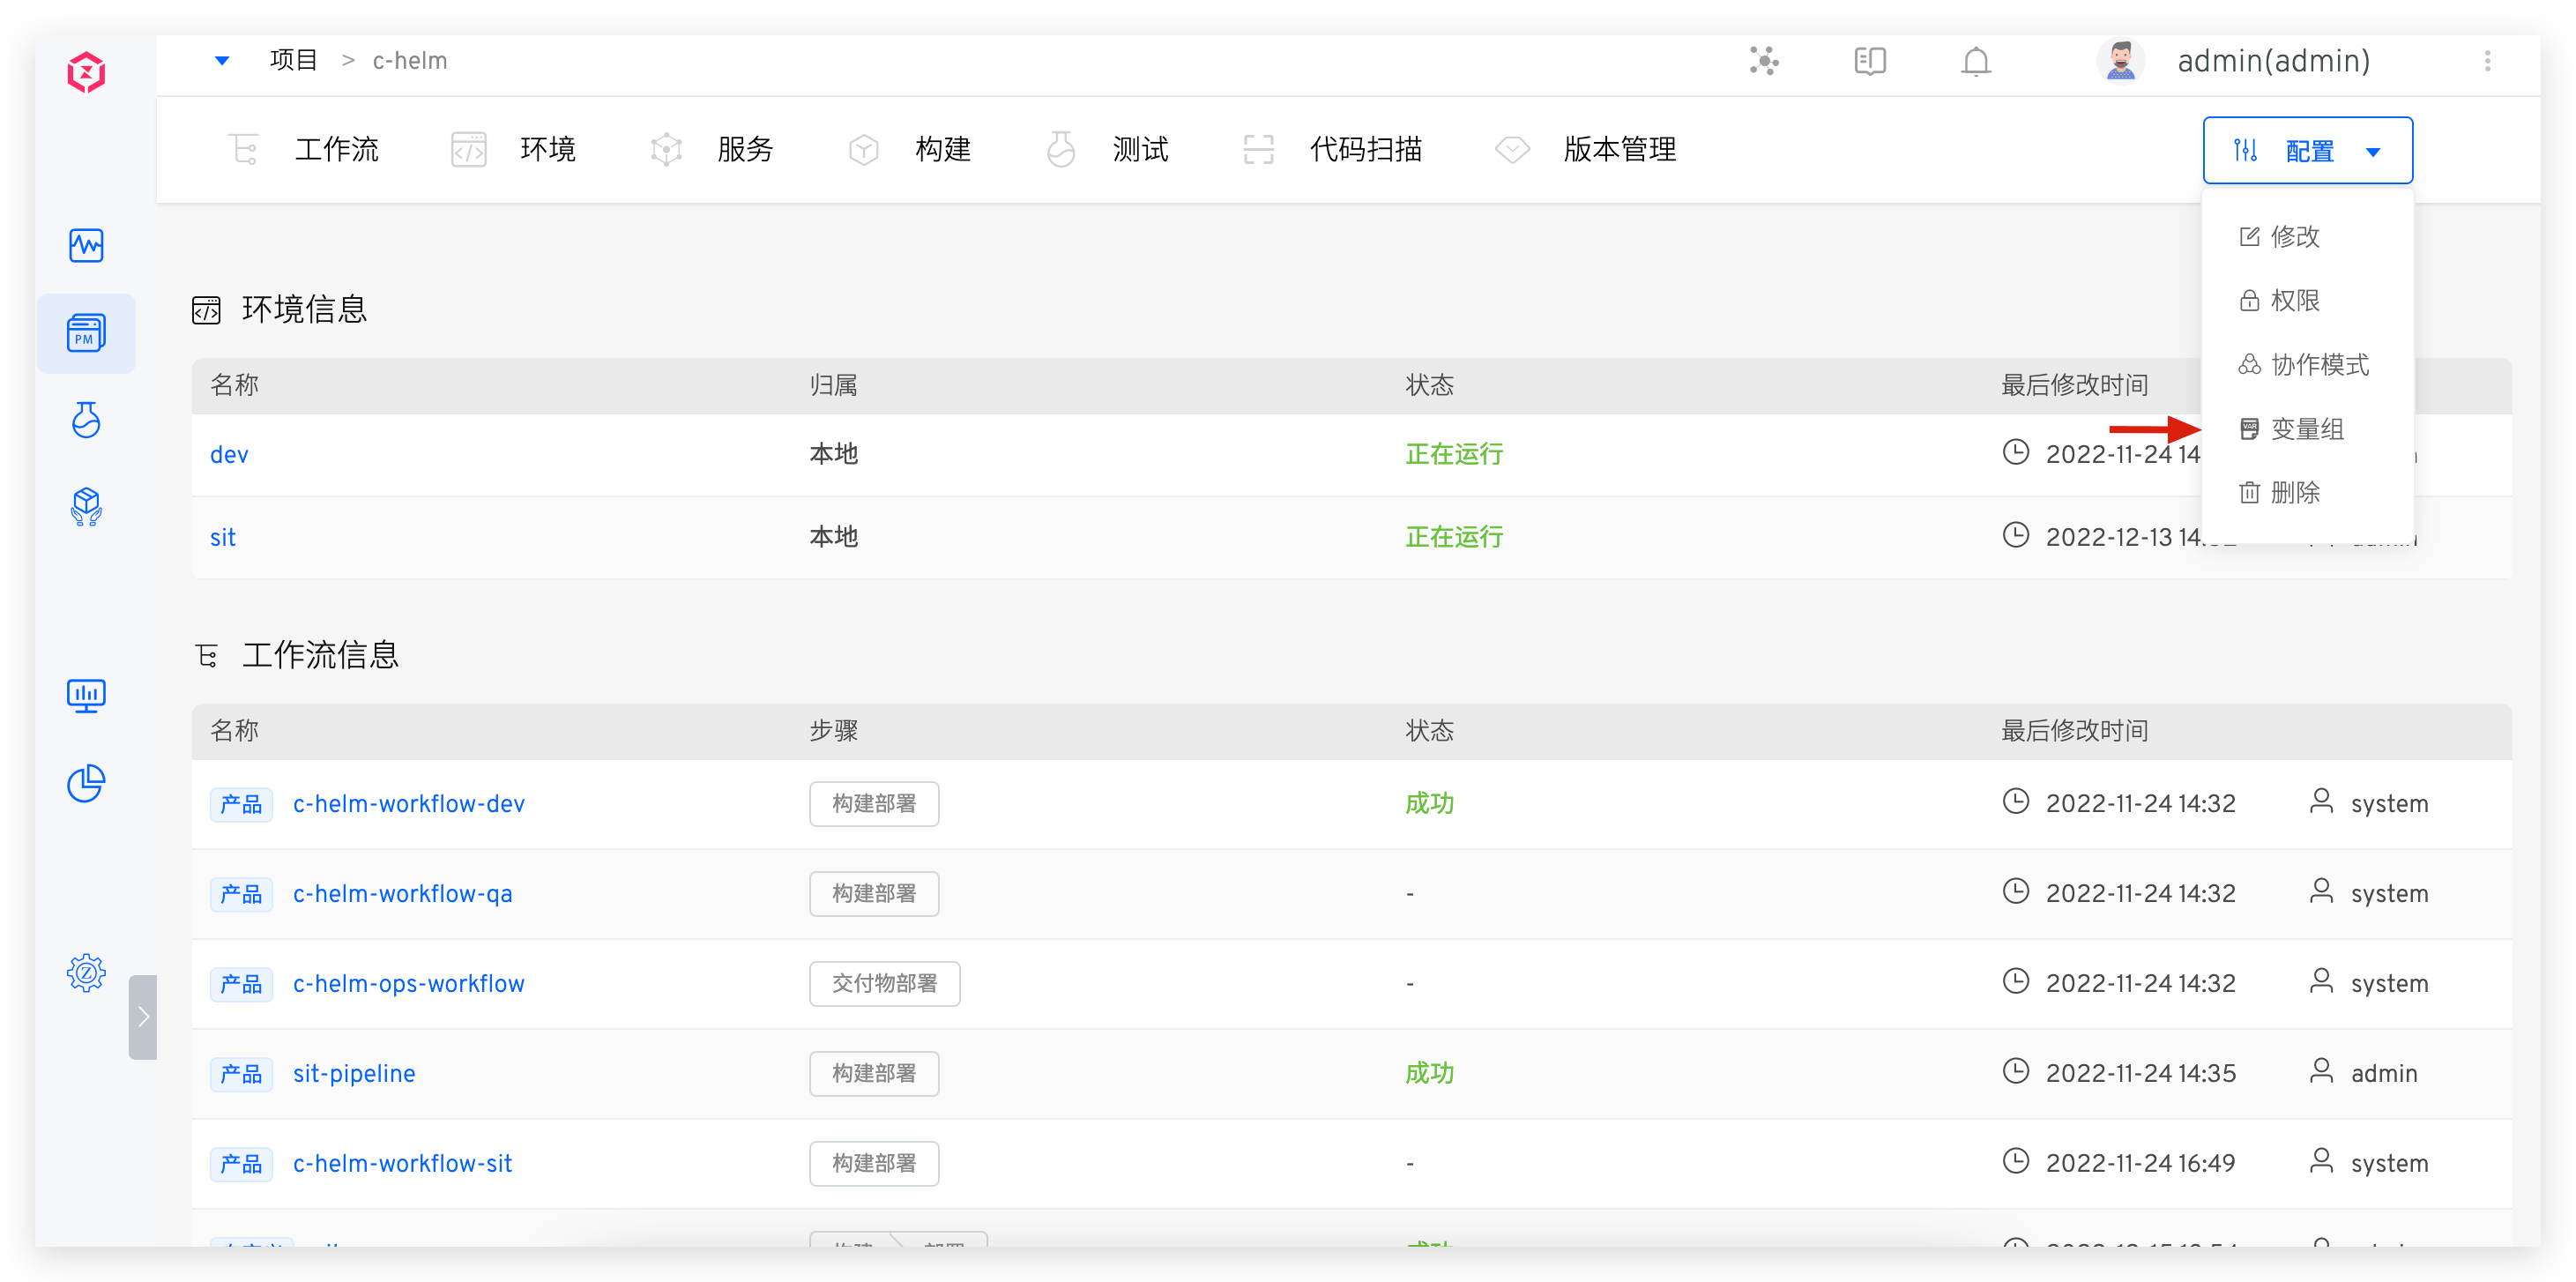 项目 > c-helm
admin(admin)
工作流 环境 服务 构建 测试 代码扫描 版本管理 配置
修改
权限
协作模式
变量组
删除
PM
环境信息
名称 归属 状态 最后修改时间
dev 本地 正在运行 2022-11-24 14
sit 本地 正在运行 2022-12-13 14:
工作流信息
名称 步骤 状态 最后修改时间
产品 c-helm-workflow-dev 构建部署 成功 2022-11-24 14:32 system
产品 c-helm-workflow-qa 构建部署 - 2022-11-24 14:32 system
产品 c-helm-ops-workflow 交付物部署 - 2022-11-24 14:32 system
产品 sit-pipeline 构建部署 成功 2022-11-24 14:35 admin
产品 c-helm-workflow-sit 构建部署 - 2022-11-24 16:49 system